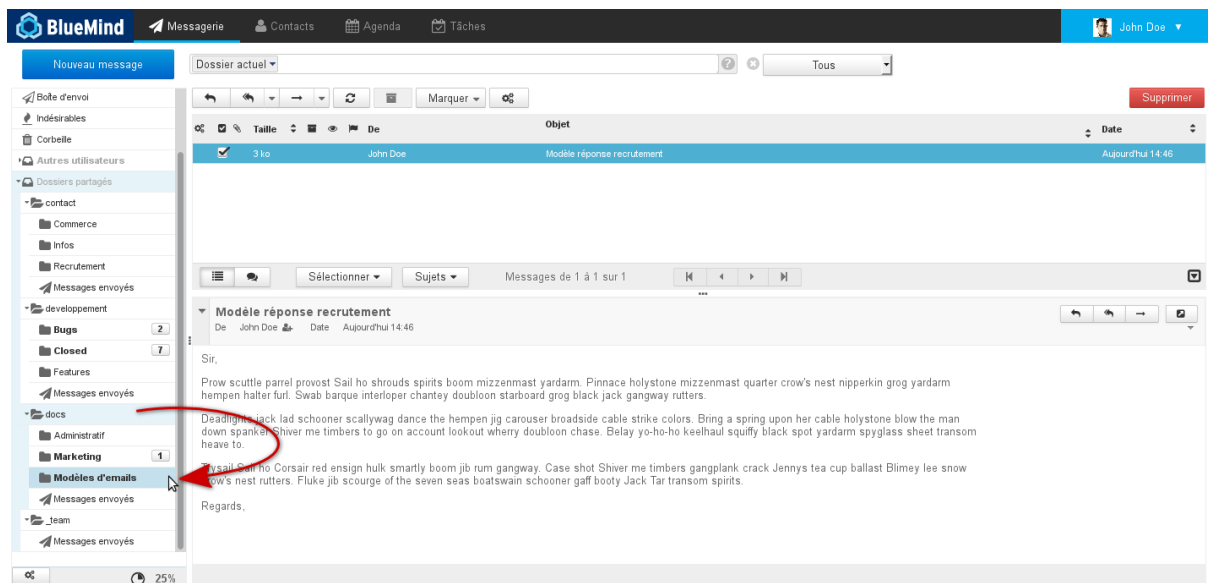 BlueMind Messagerie Contacts Agenda Tâches John Doe
Nouveau message
Dossier actuel
Tous
Boîte d'envoi
Indésirables
Corbeille
Autres utilisateurs
Dossiers partagés
contact
Commerce
Infos
Recrutement
Messages envoyés
developpement
Bugs 2
Closed 7
Features
Messages envoyés
docs
Administratif
Marketing 1
Modèles d'emails
Messages envoyés
_team
Messages envoyés
25%
Marquer
Supprimer
Taille De Objet Date
3 ko John Doe Modèle réponse recrutement Aujourd'hui 14:46
Sélectionner Sujets Messages de 1 à 1 sur 1
Modèle réponse recrutement
De John Doe Date Aujourd'hui 14:46
Sir,
Prow scuttle parrel provost Sail ho shrouds spirits boom mizzenmast yardarm. Pinnace holystone mizzenmast quarter crow's nest nipperkin grog yardarm
hempen halter furl. Swab barque interloper chantey doubloon starboard grog black jack gangway rutters.
Deadlights jack lad schooner scallywag dance the hempen jig carouser broadside cable strike colors. Bring a spring upon her cable holystone blow the man
down spanker Shiver me timbers to go on account lookout wherry doubloon chase. Belay yo-ho-ho keelhaul squiffy black spot yardarm spyglass sheet transom
heave to.
ho Corsair red ensign hulk smartly boom jib rum gangway. Case shot Shiver me timbers gangplank crack Jennys tea cup ballast Blimey lee snow
nest rutters. Fluke jib scourge of the seven seas boatswain schooner gaff booty Jack Tar transom spirits.
Regards,